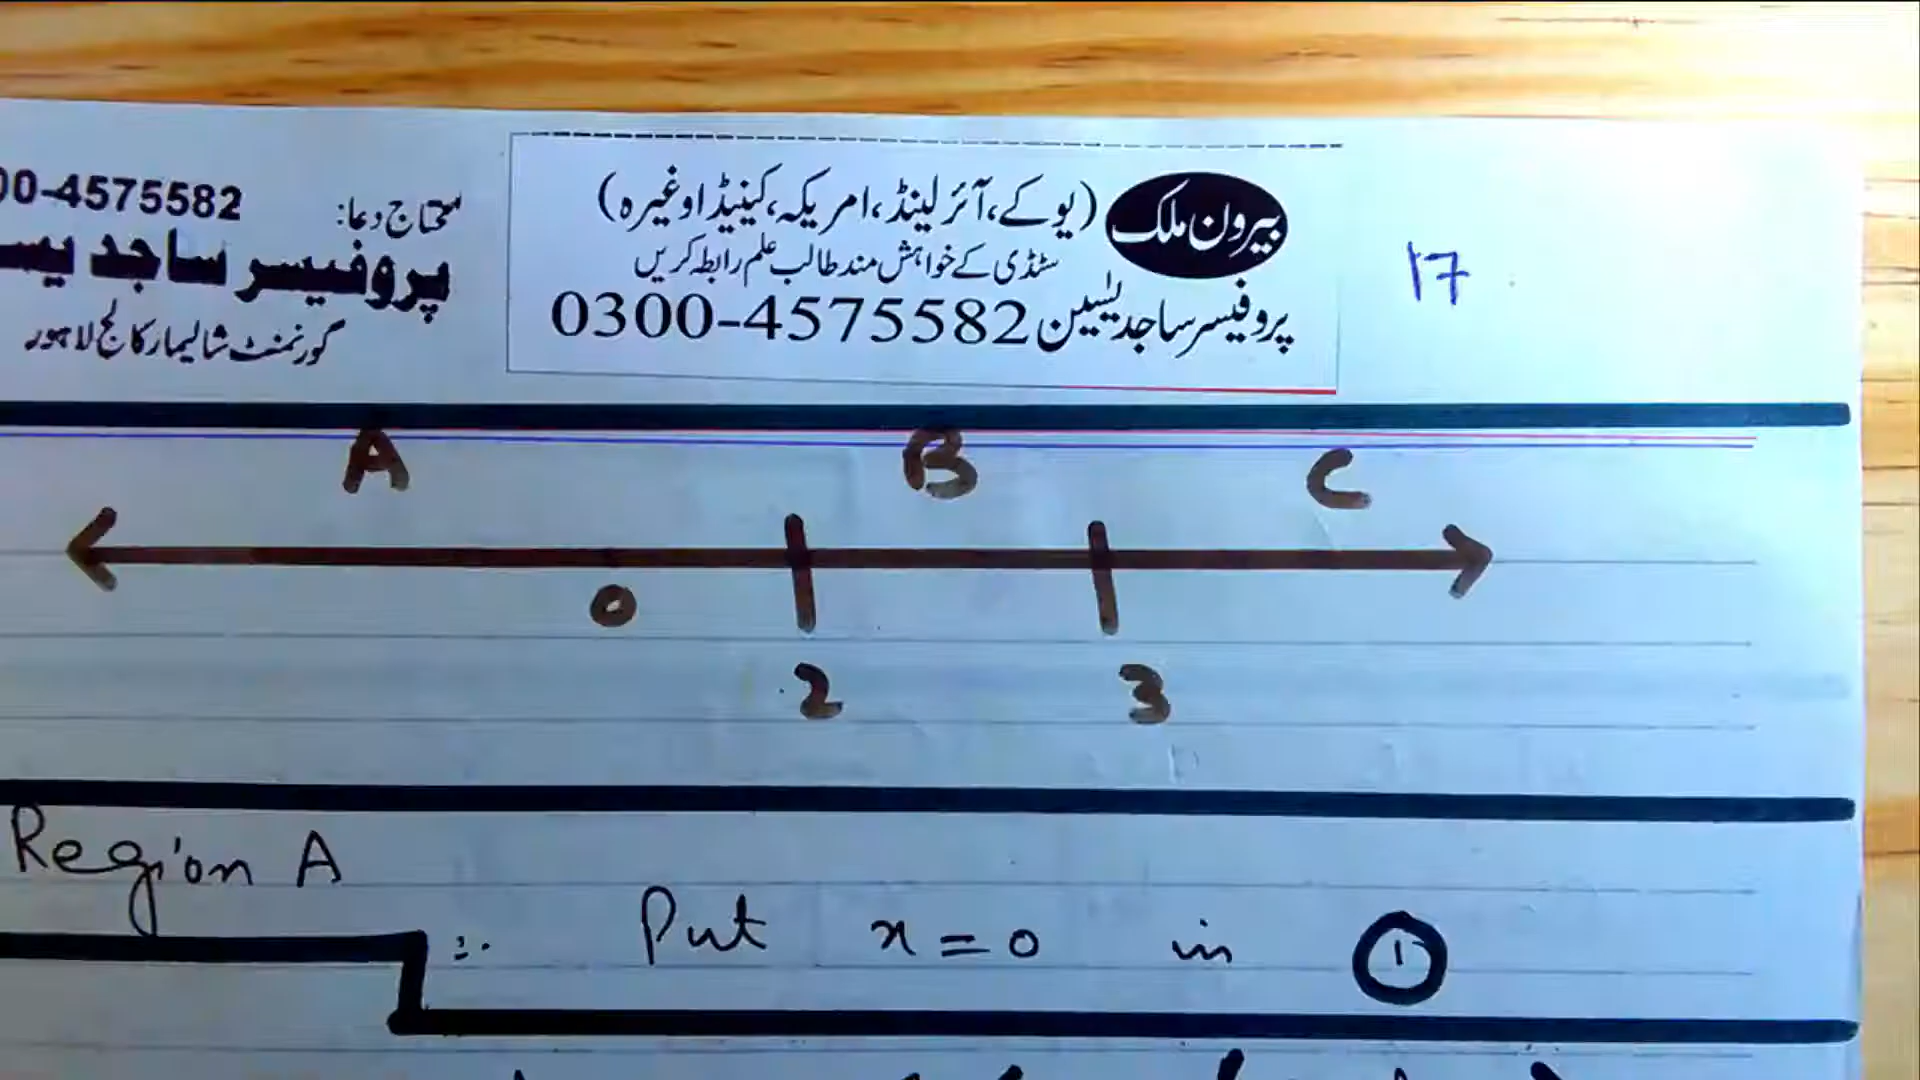 00-4575582
محتاج دعا:
پروفیسر ساجد یس
گورنمنٹ شالیمار کالج لاہور
بیرون ملک (یوکے، آئرلینڈ، امریکہ، کینیڈا وغیرہ)
سٹڈی کے خواہش مند طالب علم رابطہ کریں
پروفیسر ساجد یٰسین 0300-4575582
17
A B C
0
2 3
Region A
:. Put x=0 in ①